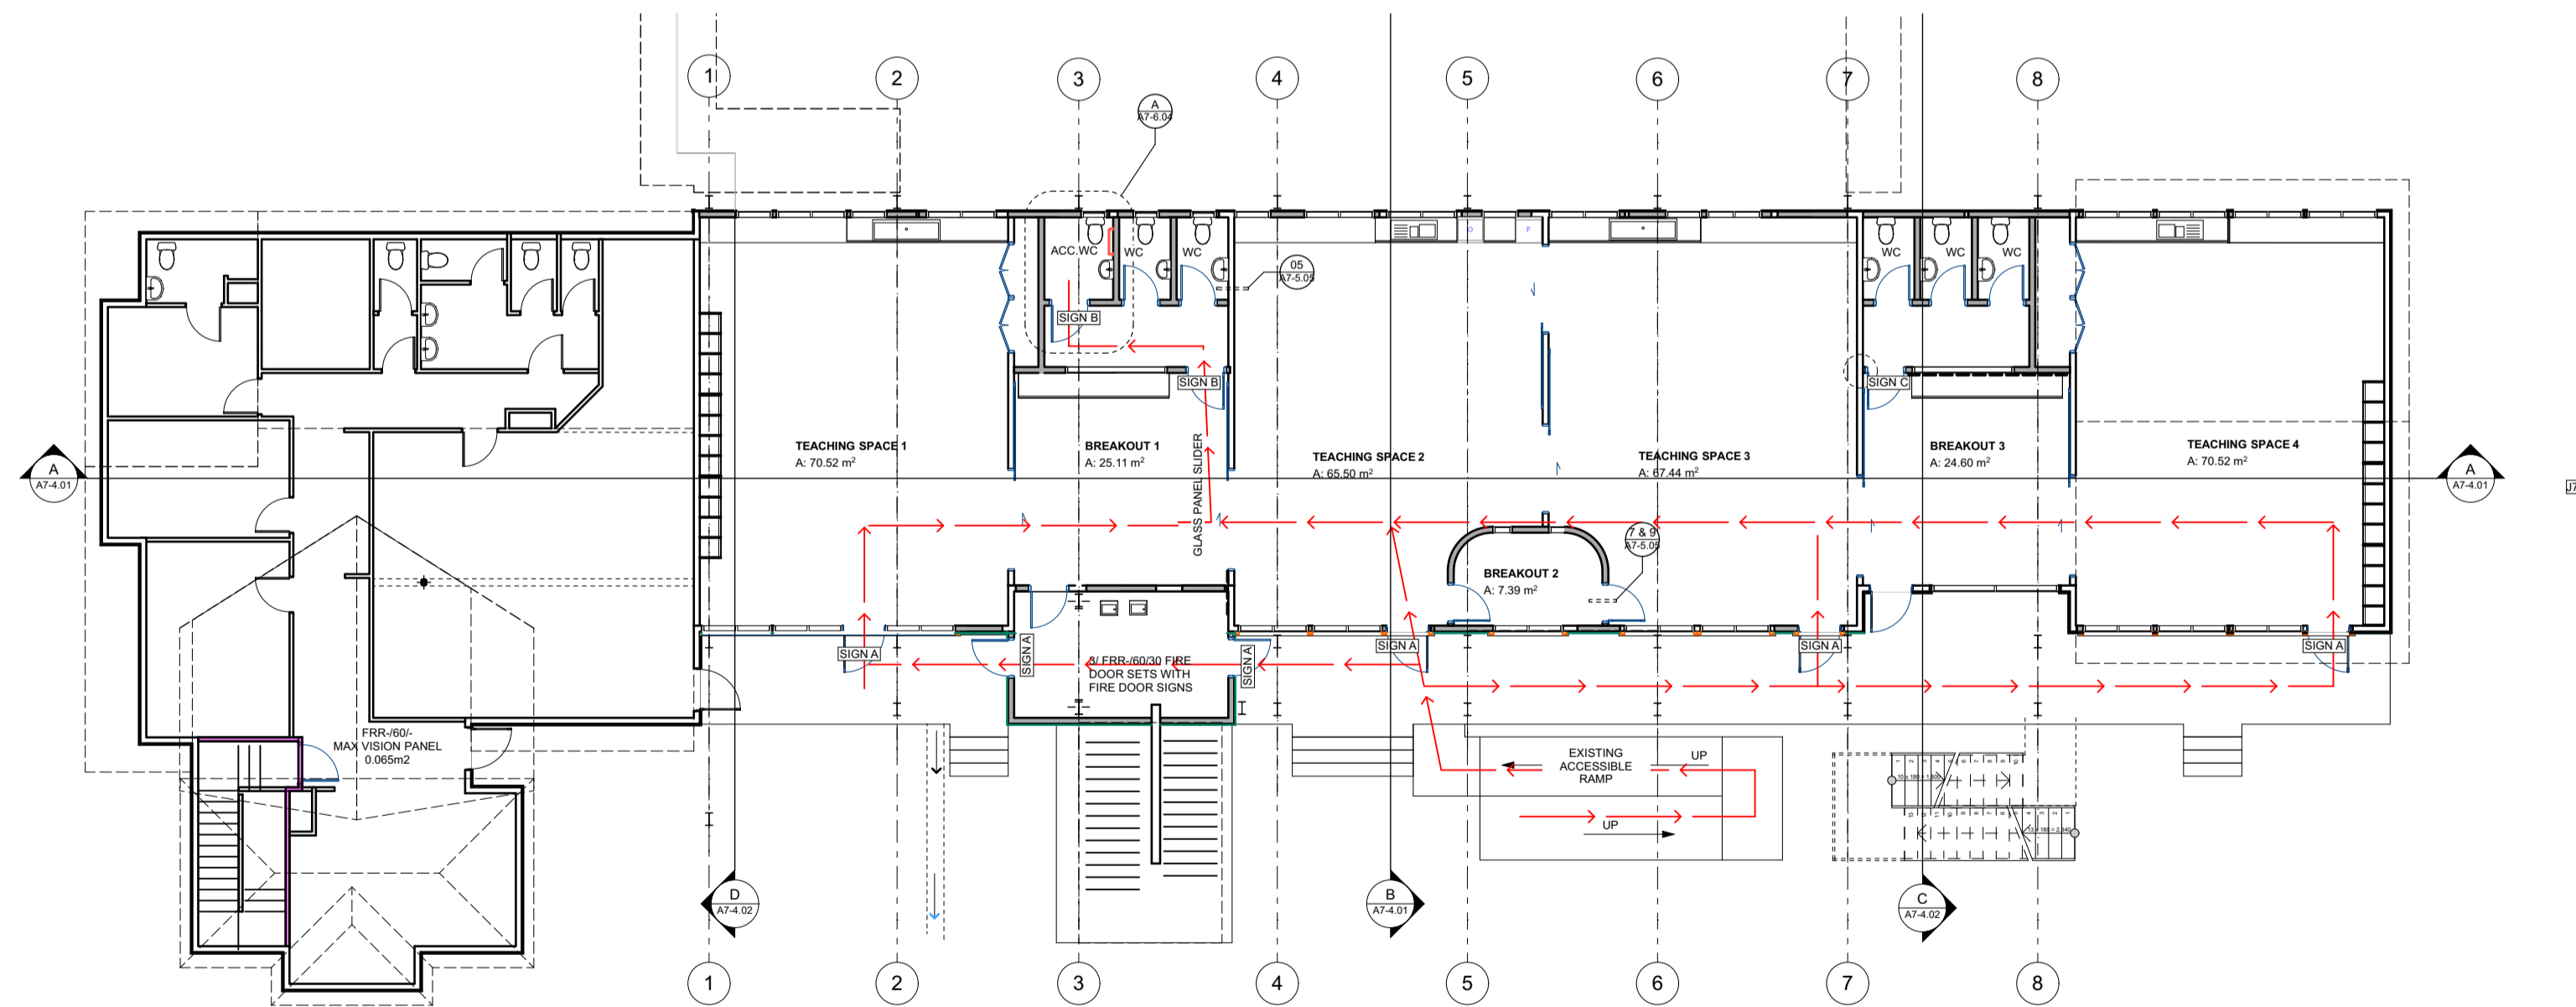 1
2
3
4
5
6
7
8
A
A7-6.04
ACC.WC
WC
WC
05
A7-5.05
O
F
WC
WC
WC
SIGN B
SIGN B
SIGN C
TEACHING SPACE 1
A: 70.52 m²
BREAKOUT 1
A: 25.11 m²
GLASS PANEL SLIDER
TEACHING SPACE 2
A: 65.50 m²
TEACHING SPACE 3
A: 67.44 m²
BREAKOUT 3
A: 24.60 m²
TEACHING SPACE 4
A: 70.52 m²
A
A7-4.01
A
A7-4.01
7 & 9
A7-5.05
BREAKOUT 2
A: 7.39 m²
SIGN A
SIGN A
3/ FRR-/60/30 FIRE
DOOR SETS WITH
FIRE DOOR SIGNS
SIGN A
SIGN A
SIGN A
SIGN A
FRR-/60/-
MAX VISION PANEL
0.065m2
EXISTING
ACCESSIBLE
RAMP
UP
UP
D
A7-4.02
B
A7-4.01
C
A7-4.02
1
2
3
4
5
6
7
8